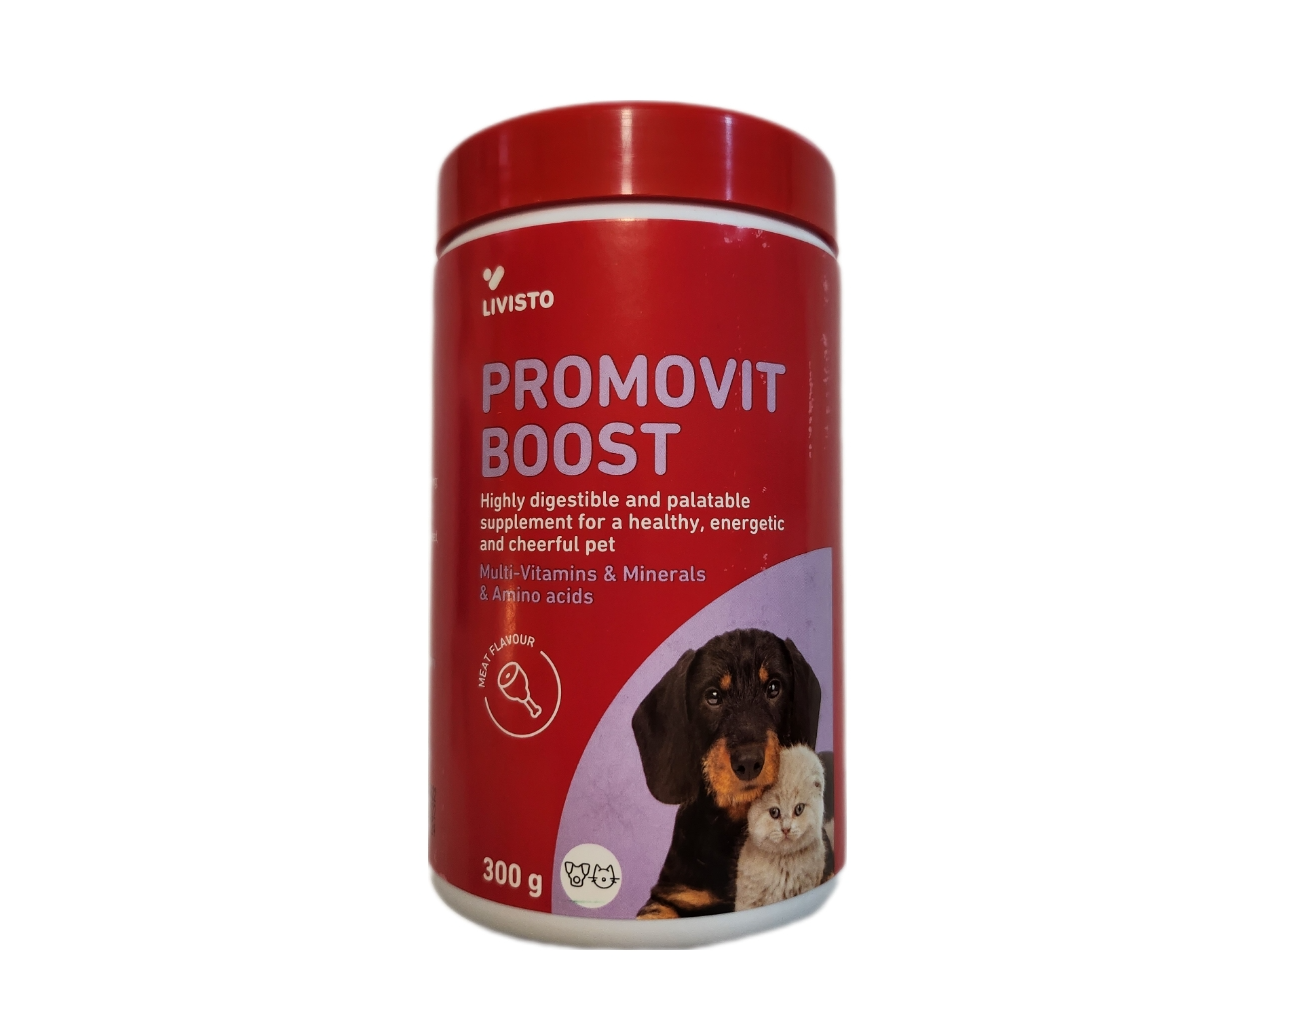 LIVISTO
PROMOVIT
BOOST
Highly digestible and palatable
supplement for a healthy, energetic
and cheerful pet
Multi-Vitamins & Minerals
& Amino acids
MEAT FLAVOUR
300 g